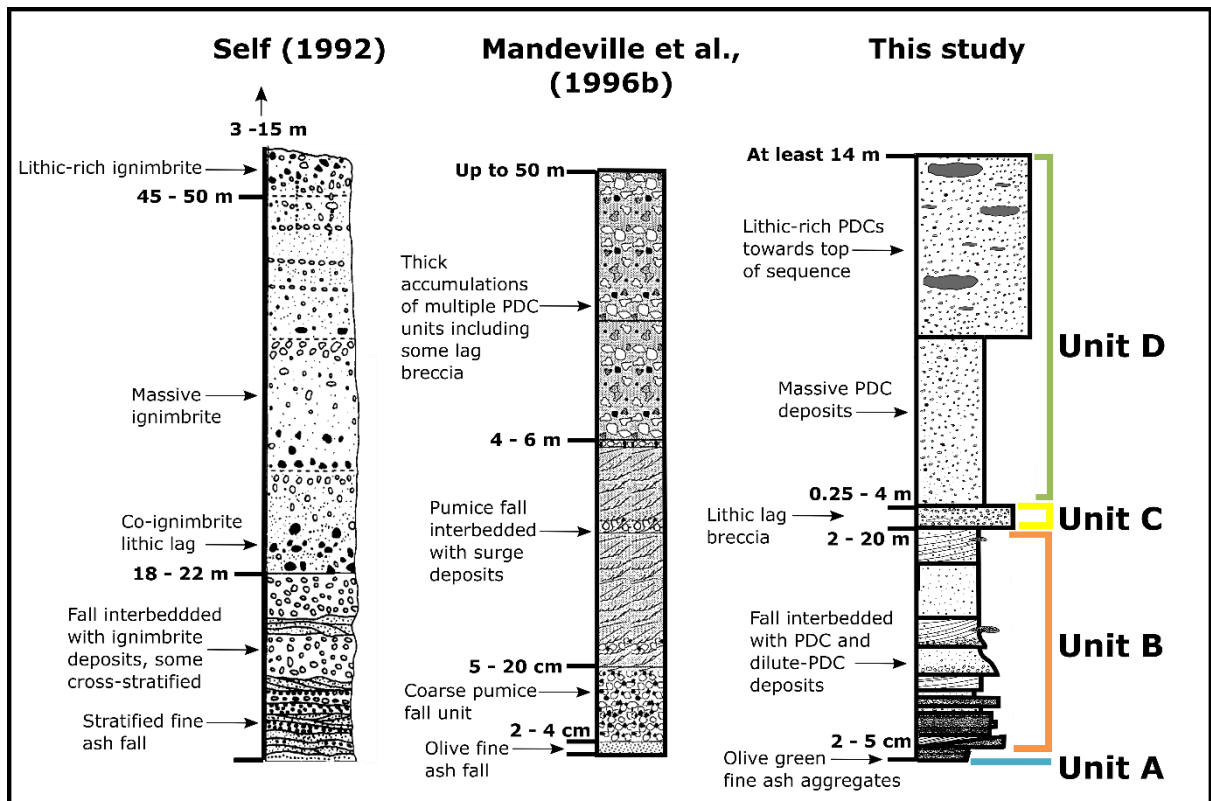 Self (1992)
3 -15 m
Lithic-rich ignimbrite
45 - 50 m
Massive
ignimbrite
Co-ignimbrite
lithic lag
18 - 22 m
Fall interbeddded
with ignimbrite
deposits, some
cross-stratified
Stratified fine
ash fall
Mandeville et al.,
(1996b)
Up to 50 m
Thick
accumulations
of multiple PDC
units including
some lag
breccia
4 - 6 m
Pumice fall
interbedded
with surge
deposits
5 - 20 cm
Coarse pumice
fall unit
2 - 4 cm
Olive fine
ash fall
This study
At least 14 m
Lithic-rich PDCs
towards top
of sequence
Unit D
Massive PDC
deposits
0.25 - 4 m
Lithic lag
breccia
Unit C
2 - 20 m
Fall interbedded
with PDC and
dilute-PDC
deposits
Unit B
2 - 5 cm
Olive green
fine ash aggregates
Unit A